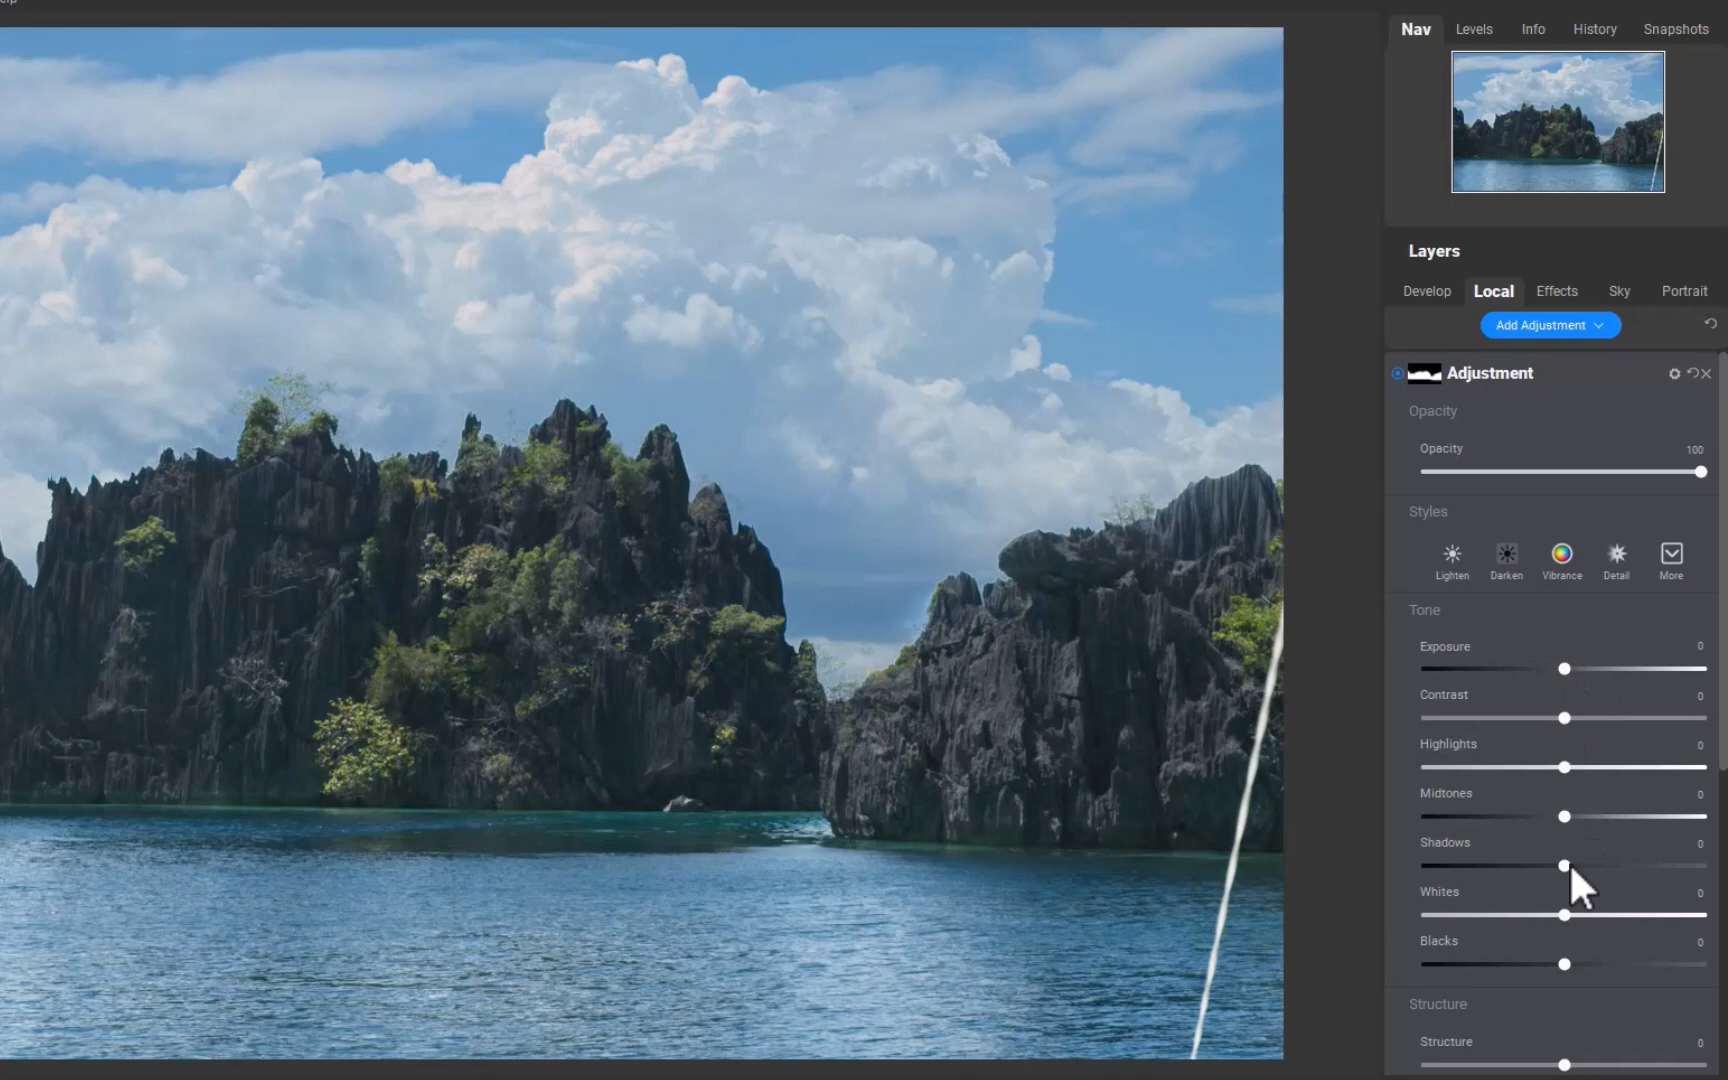 Nav Levels Info History Snapshots
Layers
Develop Local Effects Sky Portrait
Add Adjustment
Adjustment
Opacity
Opacity 100
Styles
Lighten Darken Vibrance Detail More
Tone
Exposure 0
Contrast 0
Highlights 0
Midtones 0
Shadows 0
Whites 0
Blacks 0
Structure
Structure 0